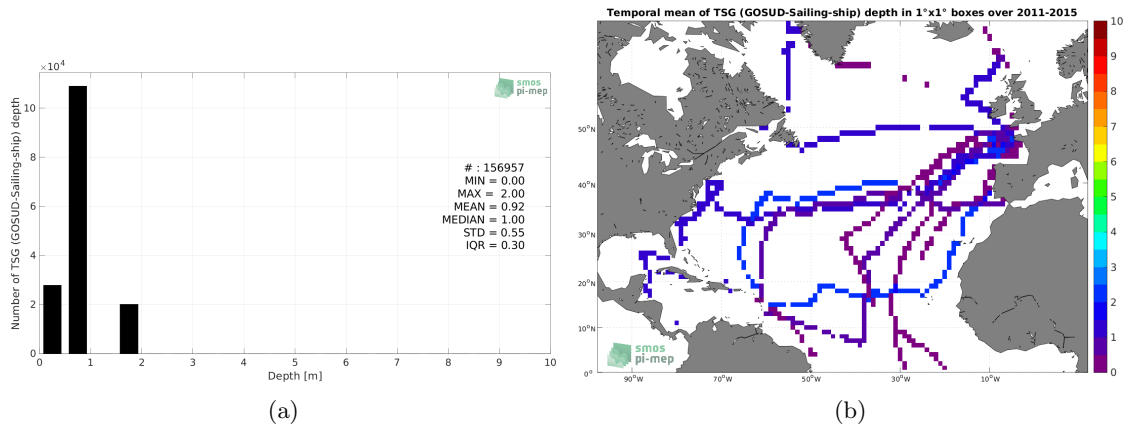 ×10⁴
10
8
6
4
2
0
Number of TSG (GOSUD-Sailing-ship) depth
smos
pi-mep
# : 156957
MIN = 0.00
MAX = 2.00
MEAN = 0.92
MEDIAN = 1.00
STD = 0.55
IQR = 0.30
0 1 2 3 4 5 6 7 8 9 10
Depth [m]
(a)
Temporal mean of TSG (GOSUD-Sailing-ship) depth in 1°x1° boxes over 2011-2015
50°N
40°N
30°N
20°N
10°N
0°
90°W 70°W 50°W 30°W 10°W
smos
pi-mep
10
9
8
7
6
5
4
3
2
1
0
(b)